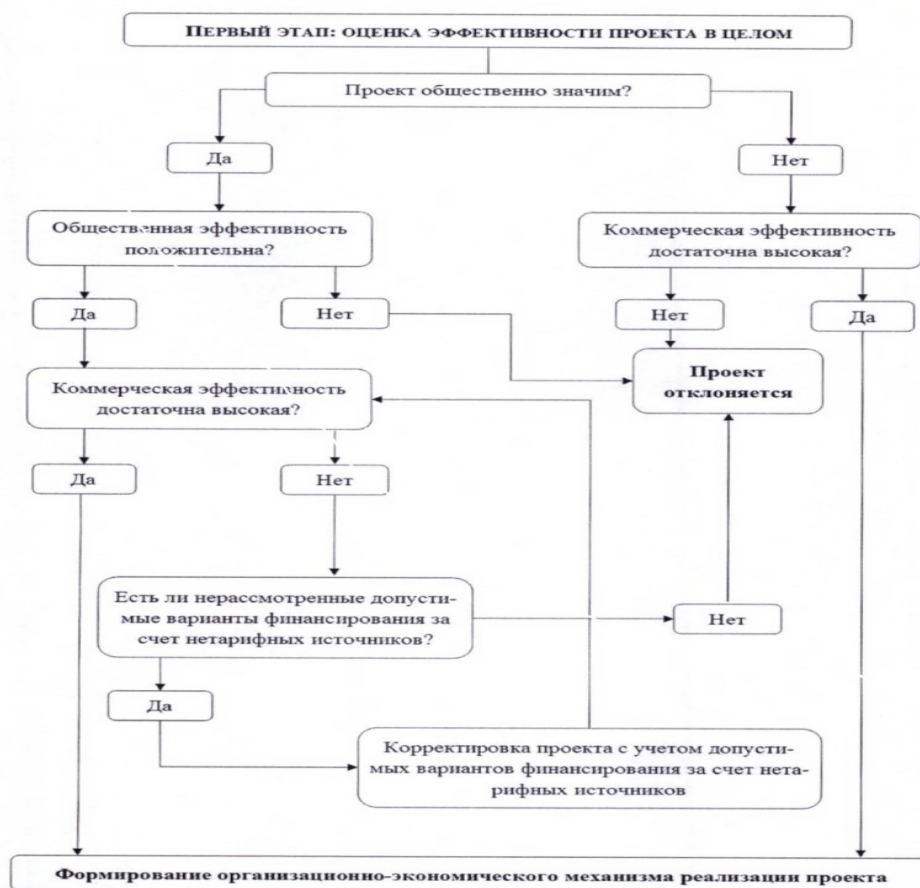 ПЕРВЫЙ ЭТАП: ОЦЕНКА ЭФФЕКТИВНОСТИ ПРОЕКТА В ЦЕЛОМ
Проект общественно значим?
Да
Нет
Общественная эффективность
положительна?
Коммерческая эффективность
достаточна высокая?
Да
Нет
Нет
Да
Проект
отклоняется
Коммерческая эффективность
достаточна высокая?
Да
Нет
Есть ли нерассмотренные допусти-
мые варианты финансирования за
счет нетарифных источников?
Нет
Да
Корректировка проекта с учетом допусти-
мых вариантов финансирования за счет нета-
рифных источников
Формирование организационно-экономического механизма реализации проекта